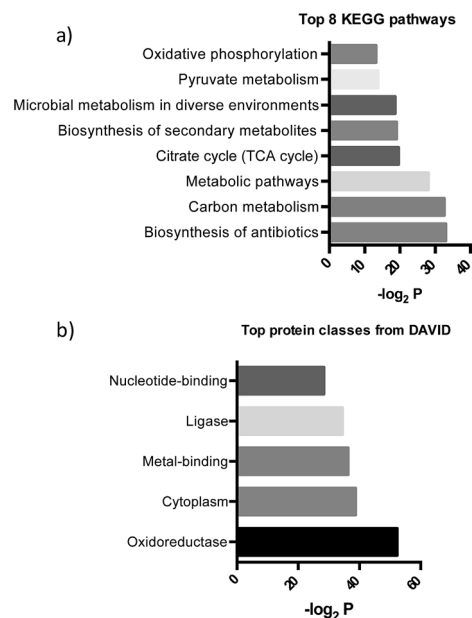 Top 8 KEGG pathways
a)
Oxidative phosphorylation
Pyruvate metabolism
Microbial metabolism in diverse environments
Biosynthesis of secondary metabolites
Citrate cycle (TCA cycle)
Metabolic pathways
Carbon metabolism
Biosynthesis of antibiotics
0 10 20 30 40
-log2 P
b)
Top protein classes from DAVID
Nucleotide-binding
Ligase
Metal-binding
Cytoplasm
Oxidoreductase
0 20 40 60
-log2 P